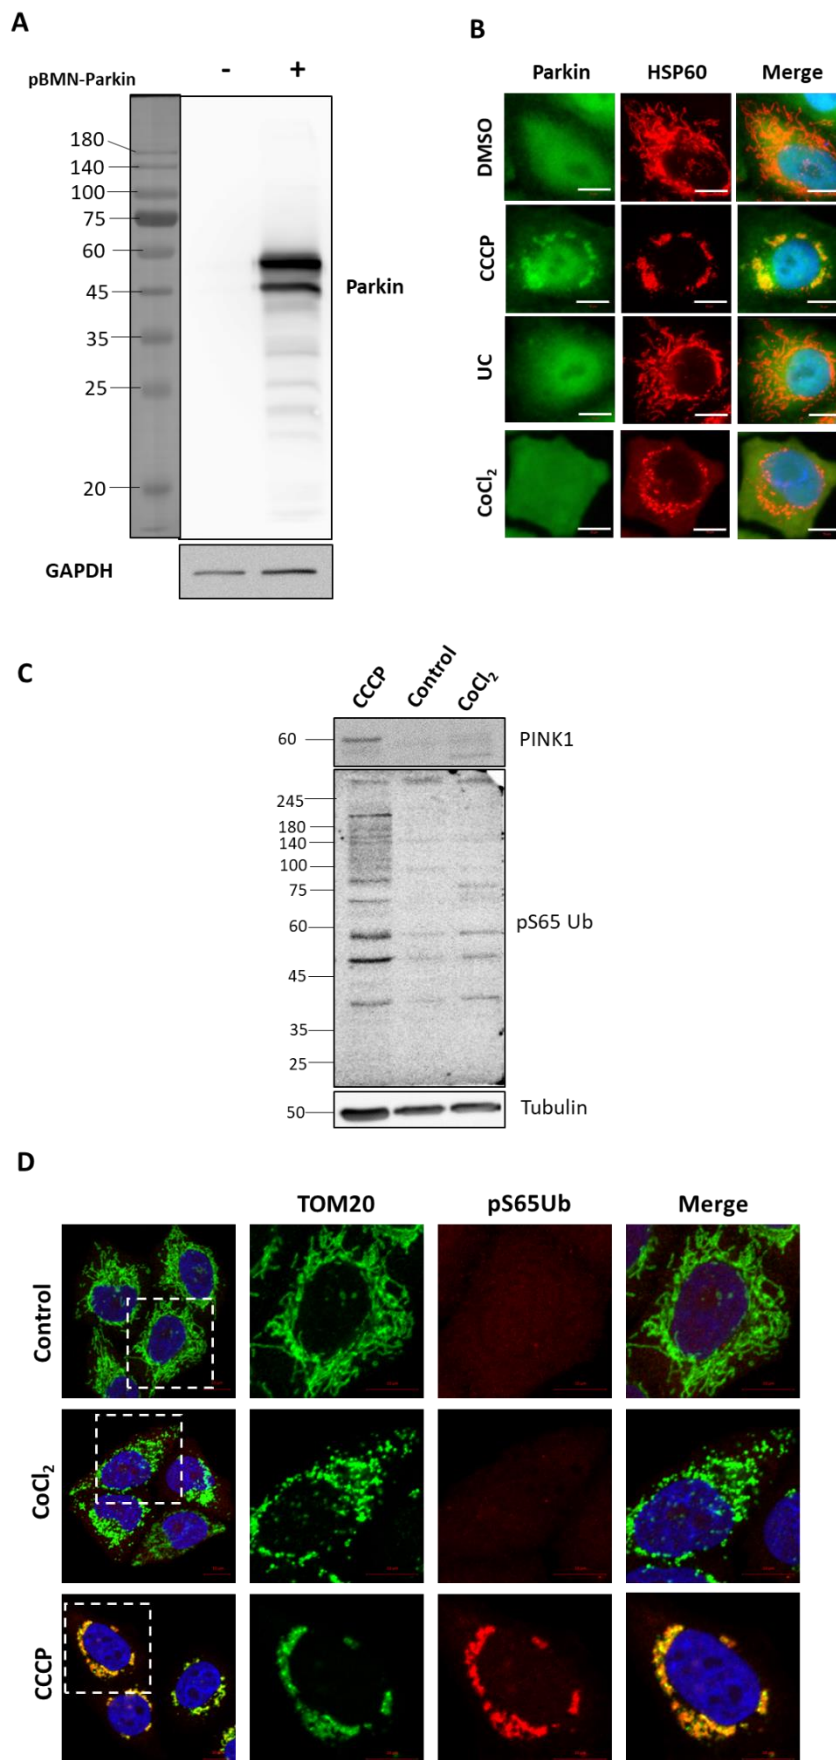 A
pBMN-Parkin - +
180
140
100
75
60
45
35
25
20
Parkin
GAPDH
B
Parkin HSP60 Merge
DMSO
CCCP
UC
CoCl₂
C
CCCP Control CoCl₂
60
PINK1
245
180
140
100
75
60
45
35
25
pS65 Ub
50
Tubulin
D
TOM20 pS65Ub Merge
Control
CoCl₂
CCCP